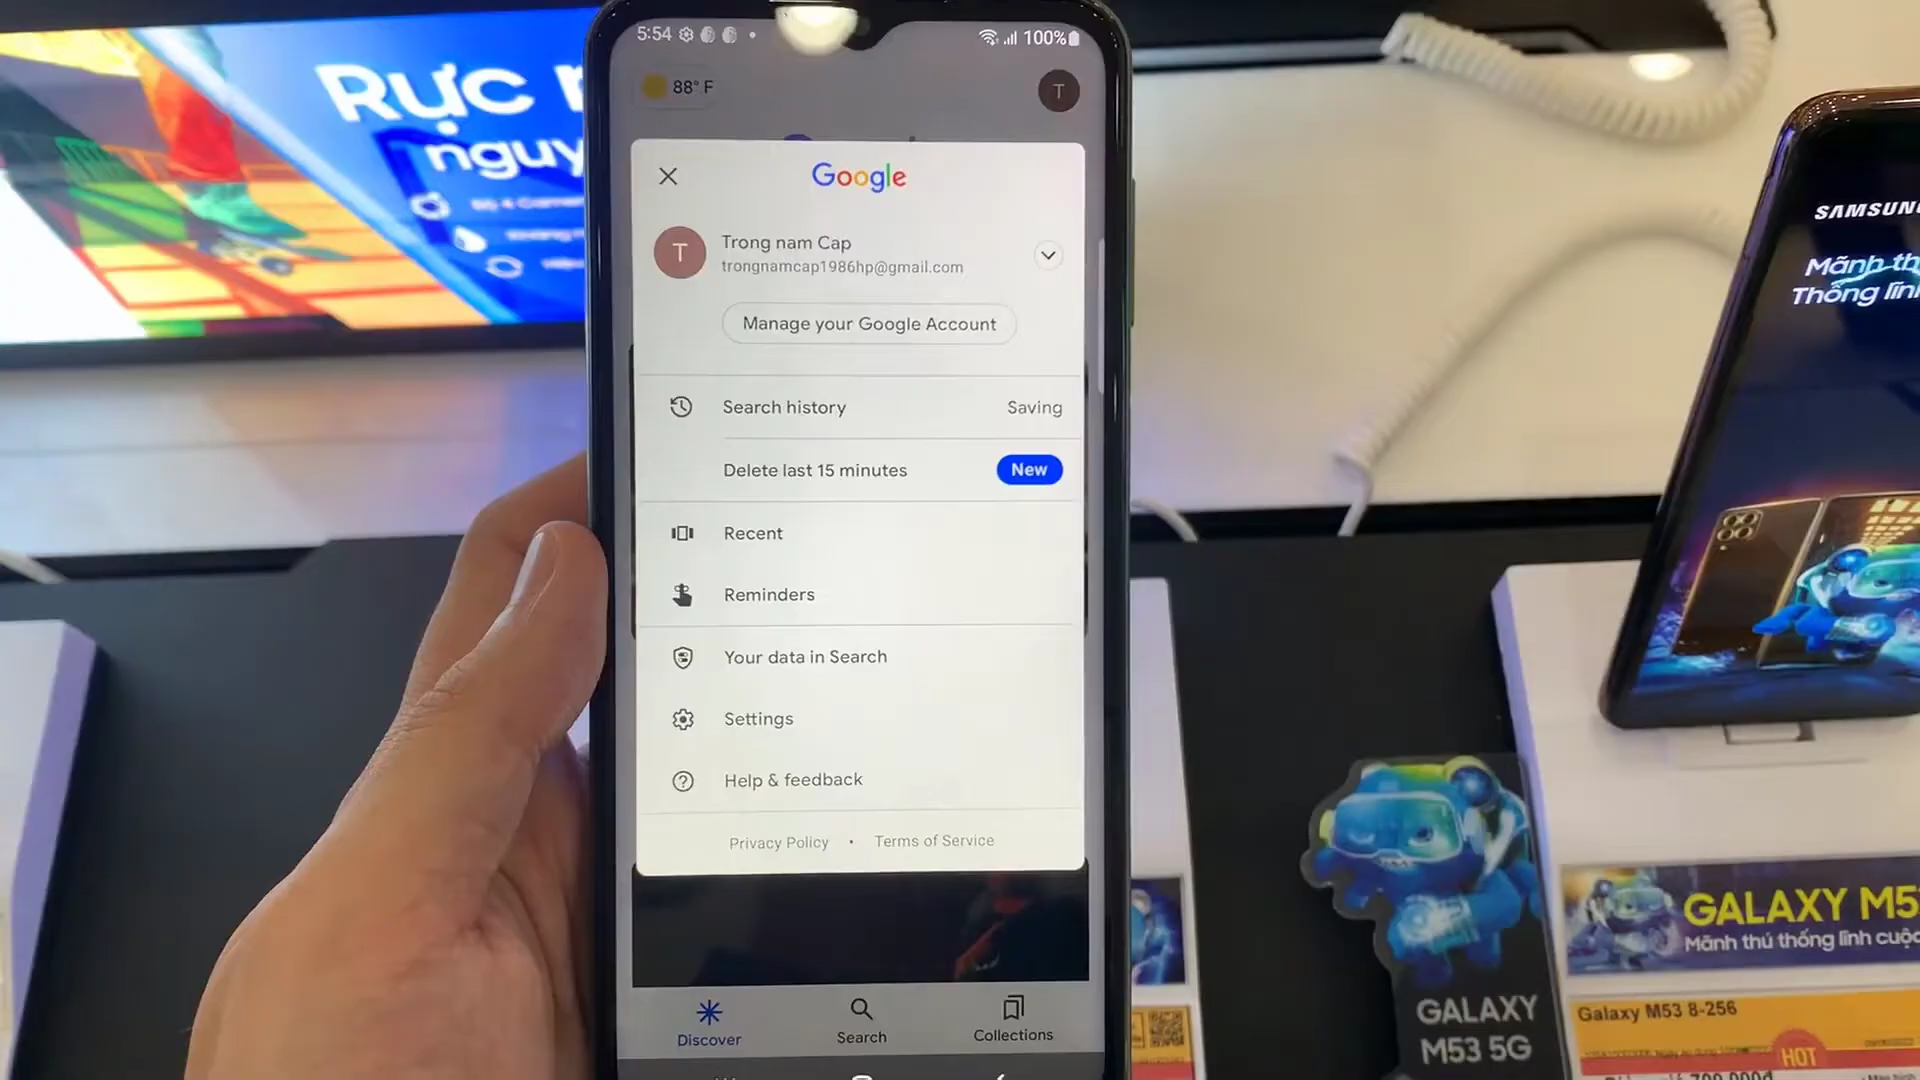 Rực
nguy
5:54
100%
88° F
T
Google
T
Trong nam Cap
trongnamcap1986hp@gmail.com
Manage your Google Account
Search history
Saving
Delete last 15 minutes
New
Recent
Reminders
Your data in Search
Settings
Help & feedback
Privacy Policy • Terms of Service
Discover
Search
Collections
SAMSUN
Mãnh th
Thống lĩn
GALAXY M5
Mãnh thú thống lĩnh cuộc
GALAXY
M53 5G
Galaxy M53 8-256
HOT